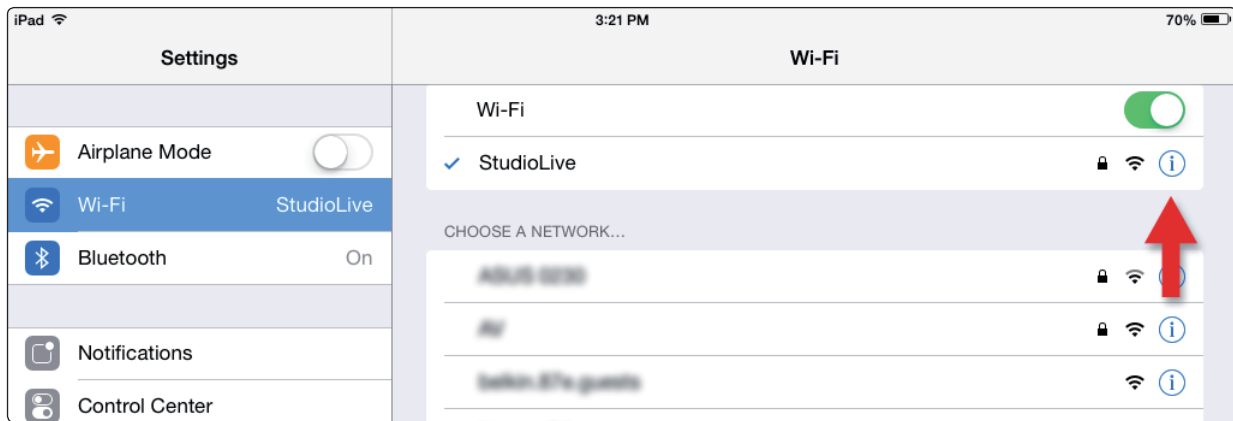 iPad 3:21 PM 70%
Settings
Wi-Fi
Airplane Mode
Wi-Fi StudioLive
Bluetooth On
Notifications
Control Center
Wi-Fi
StudioLive
CHOOSE A NETWORK...